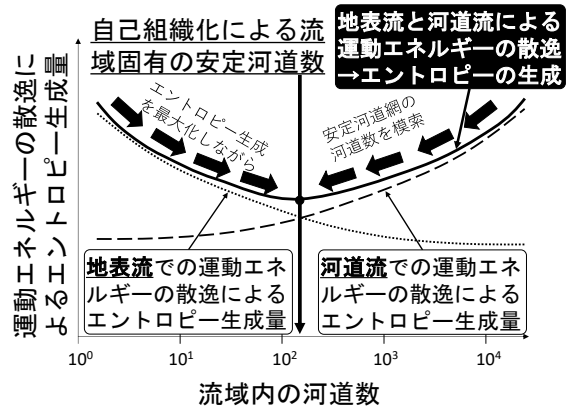 自己組織化による流
域固有の安定河道数
地表流と河道流による
運動エネルギーの散逸
→エントロピーの生成
運動エネルギーの散逸に
よるエントロピー生成量
エントロピー生成
を最大化しながら
安定河道網の
河道数を模索
地表流での運動エネ
ルギーの散逸による
エントロピー生成量
河道流での運動エネ
ルギーの散逸による
エントロピー生成量
10⁰ 10¹ 10² 10³ 10⁴
流域内の河道数